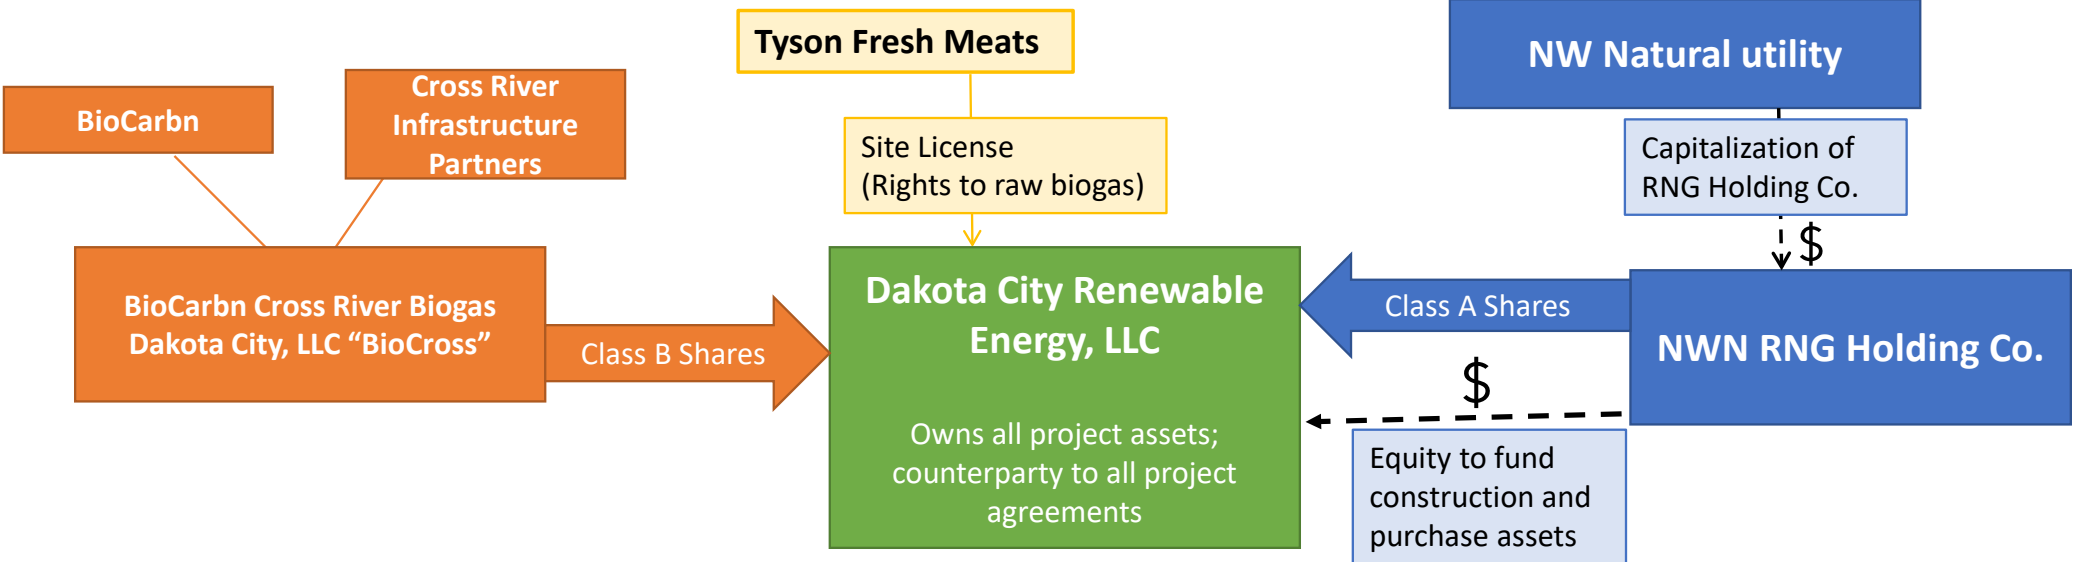 Tyson Fresh Meats
NW Natural utility
BioCarbn
Cross River
Infrastructure
Partners
Site License
(Rights to raw biogas)
Capitalization of
RNG Holding Co.
$
BioCarbn Cross River Biogas
Dakota City, LLC “BioCross”
Class B Shares
Dakota City Renewable
Energy, LLC
Owns all project assets;
counterparty to all project
agreements
Class A Shares
NWN RNG Holding Co.
$
Equity to fund
construction and
purchase assets